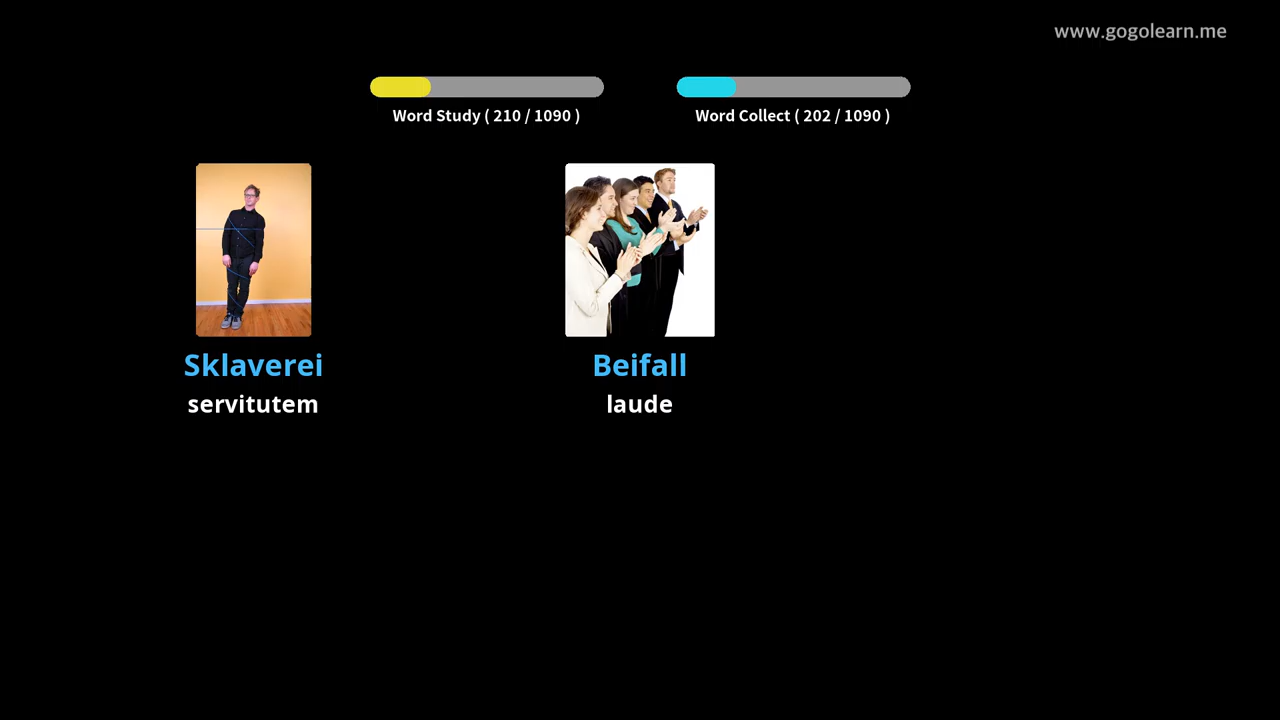 www.gogolearn.me
Word Study ( 210 / 1090 )
Word Collect ( 202 / 1090 )
Sklaverei
servitutem
Beifall
laude